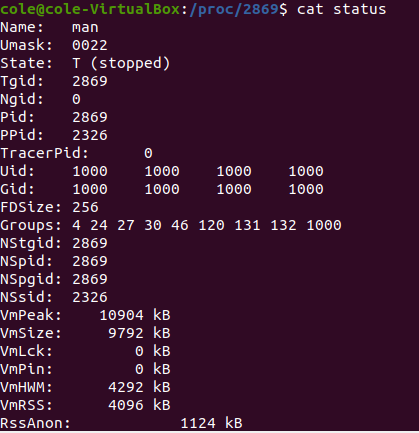 cole@cole-VirtualBox:/proc/2869$ cat status
Name:   man
Umask:  0022
State:  T (stopped)
Tgid:   2869
Ngid:   0
Pid:    2869
PPid:   2326
TracerPid:      0
Uid:    1000    1000    1000    1000
Gid:    1000    1000    1000    1000
FDSize: 256
Groups: 4 24 27 30 46 120 131 132 1000
NStgid: 2869
NSpid:  2869
NSpgid: 2869
NSsid:  2326
VmPeak:    10904 kB
VmSize:     9792 kB
VmLck:         0 kB
VmPin:         0 kB
VmHWM:      4292 kB
VmRSS:      4096 kB
RssAnon:            1124 kB